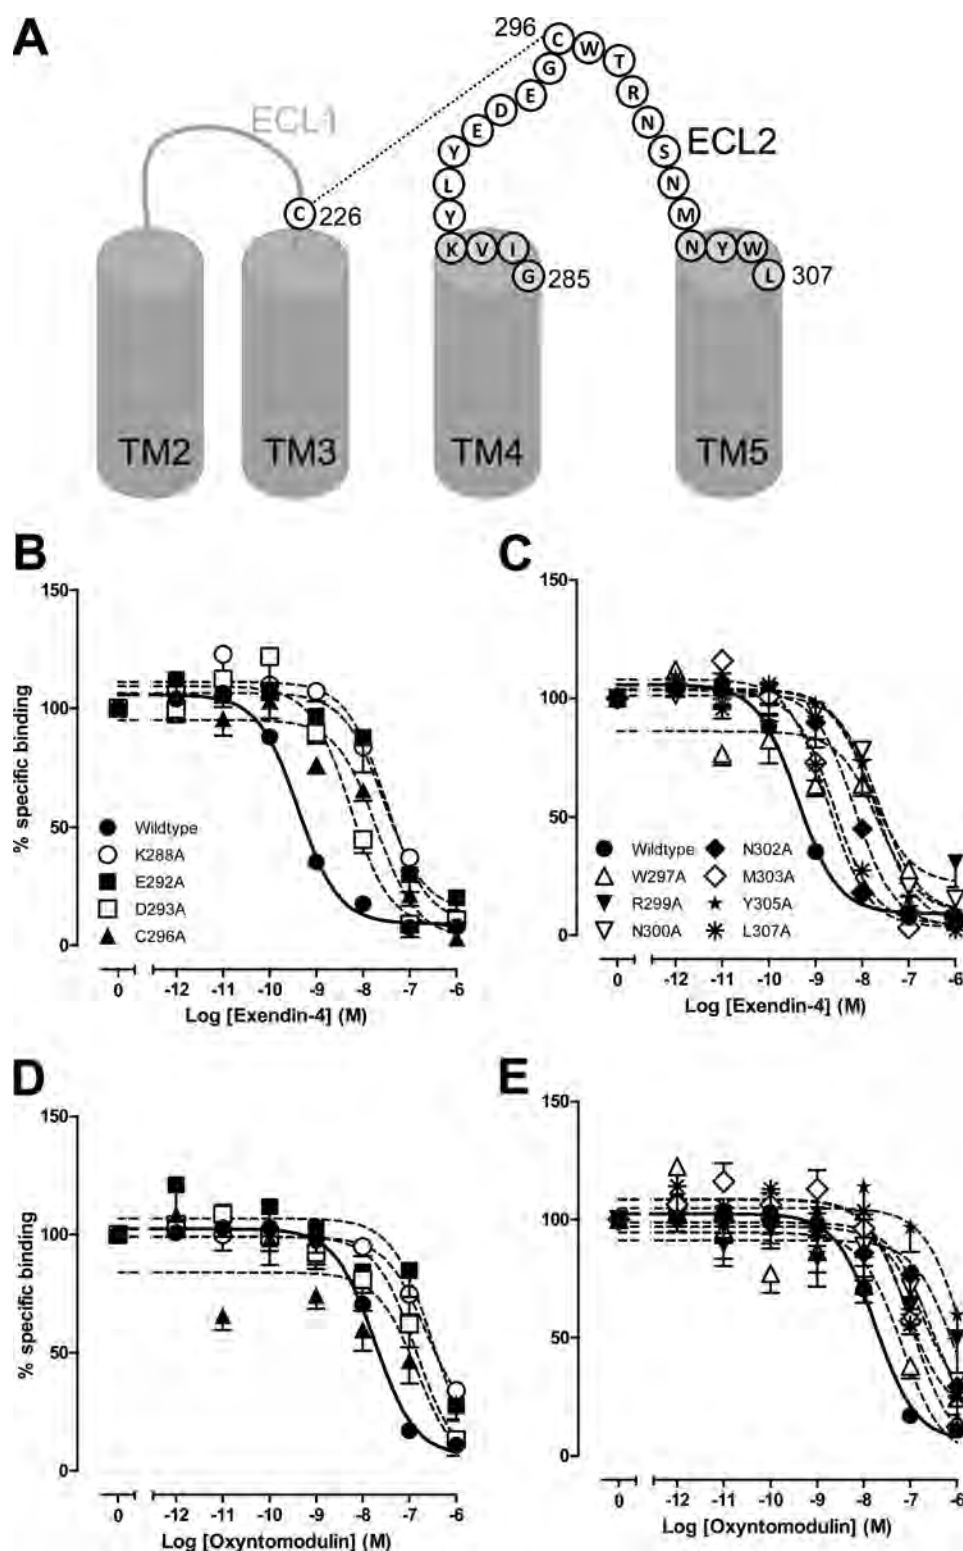 A
296
C W T R N S N M N Y W L
G E D E Y L Y K V I G
ECL1
ECL2
C 226
285
307
TM2 TM3 TM4 TM5
B
150
100
50
0
% specific binding
Wildtype
K288A
E292A
D293A
C296A
0 -12 -11 -10 -9 -8 -7 -6
Log [Exendin-4] (M)
C
150
100
50
0
Wildtype N302A
W297A M303A
R299A Y305A
N300A L307A
0 -12 -11 -10 -9 -8 -7 -6
Log [Exendin-4] (M)
D
150
100
50
0
% specific binding
0 -12 -11 -10 -9 -8 -7 -6
Log [Oxyntomodulin] (M)
E
150
100
50
0
0 -12 -11 -10 -9 -8 -7 -6
Log [Oxyntomodulin] (M)